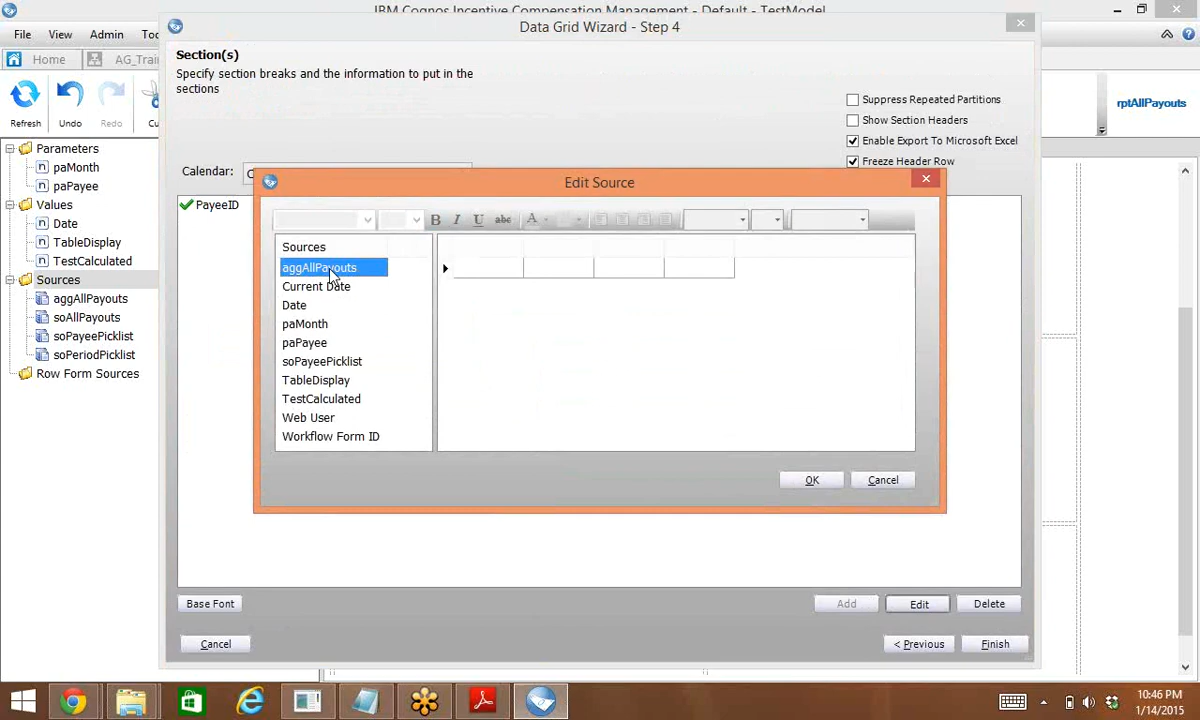 IBM Cognos Incentive Compensation Management - Default - TestModel
File View Admin
Data Grid Wizard - Step 4
Home AG_Trai
Refresh Undo Redo
Section(s)
Specify section breaks and the information to put in the
sections
Suppress Repeated Partitions
Show Section Headers
Enable Export To Microsoft Excel
Freeze Header Row
rptAllPayouts
Calendar:
Parameters
paMonth
paPayee
Values
Date
TableDisplay
TestCalculated
Sources
aggAllPayouts
soAllPayouts
soPayeePicklist
soPeriodPicklist
Row Form Sources
PayeeID
Edit Source
B I U abc A
Sources
aggAllPayouts
Current Date
Date
paMonth
paPayee
soPayeePicklist
TableDisplay
TestCalculated
Web User
Workflow Form ID
OK Cancel
Base Font Add Edit Delete
Cancel < Previous Finish
10:46 PM
1/14/2015